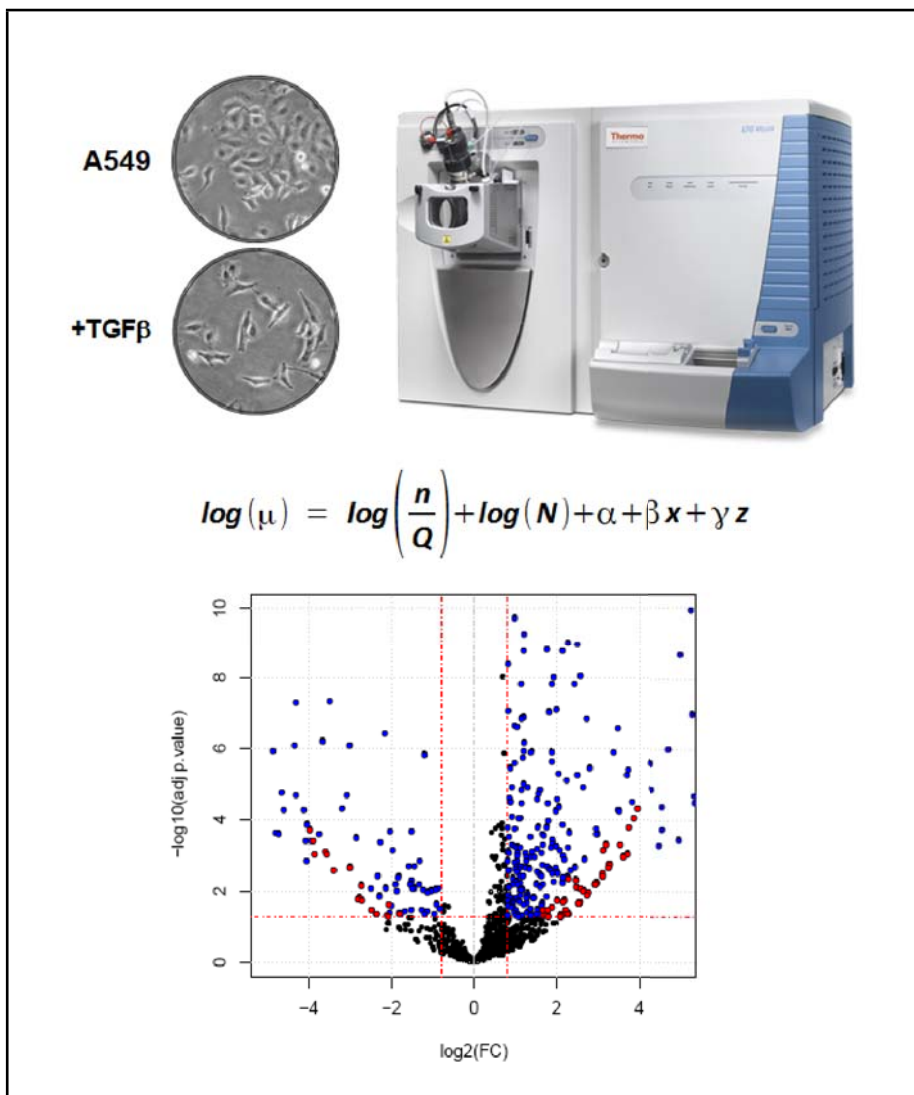 A549
Thermo
+TGFβ
log(μ) = log(n/Q)+log(N)+α+βx+γz
10
8
6
4
2
0
-log10(adj p.value)
−4
−2
0
2
4
log2(FC)